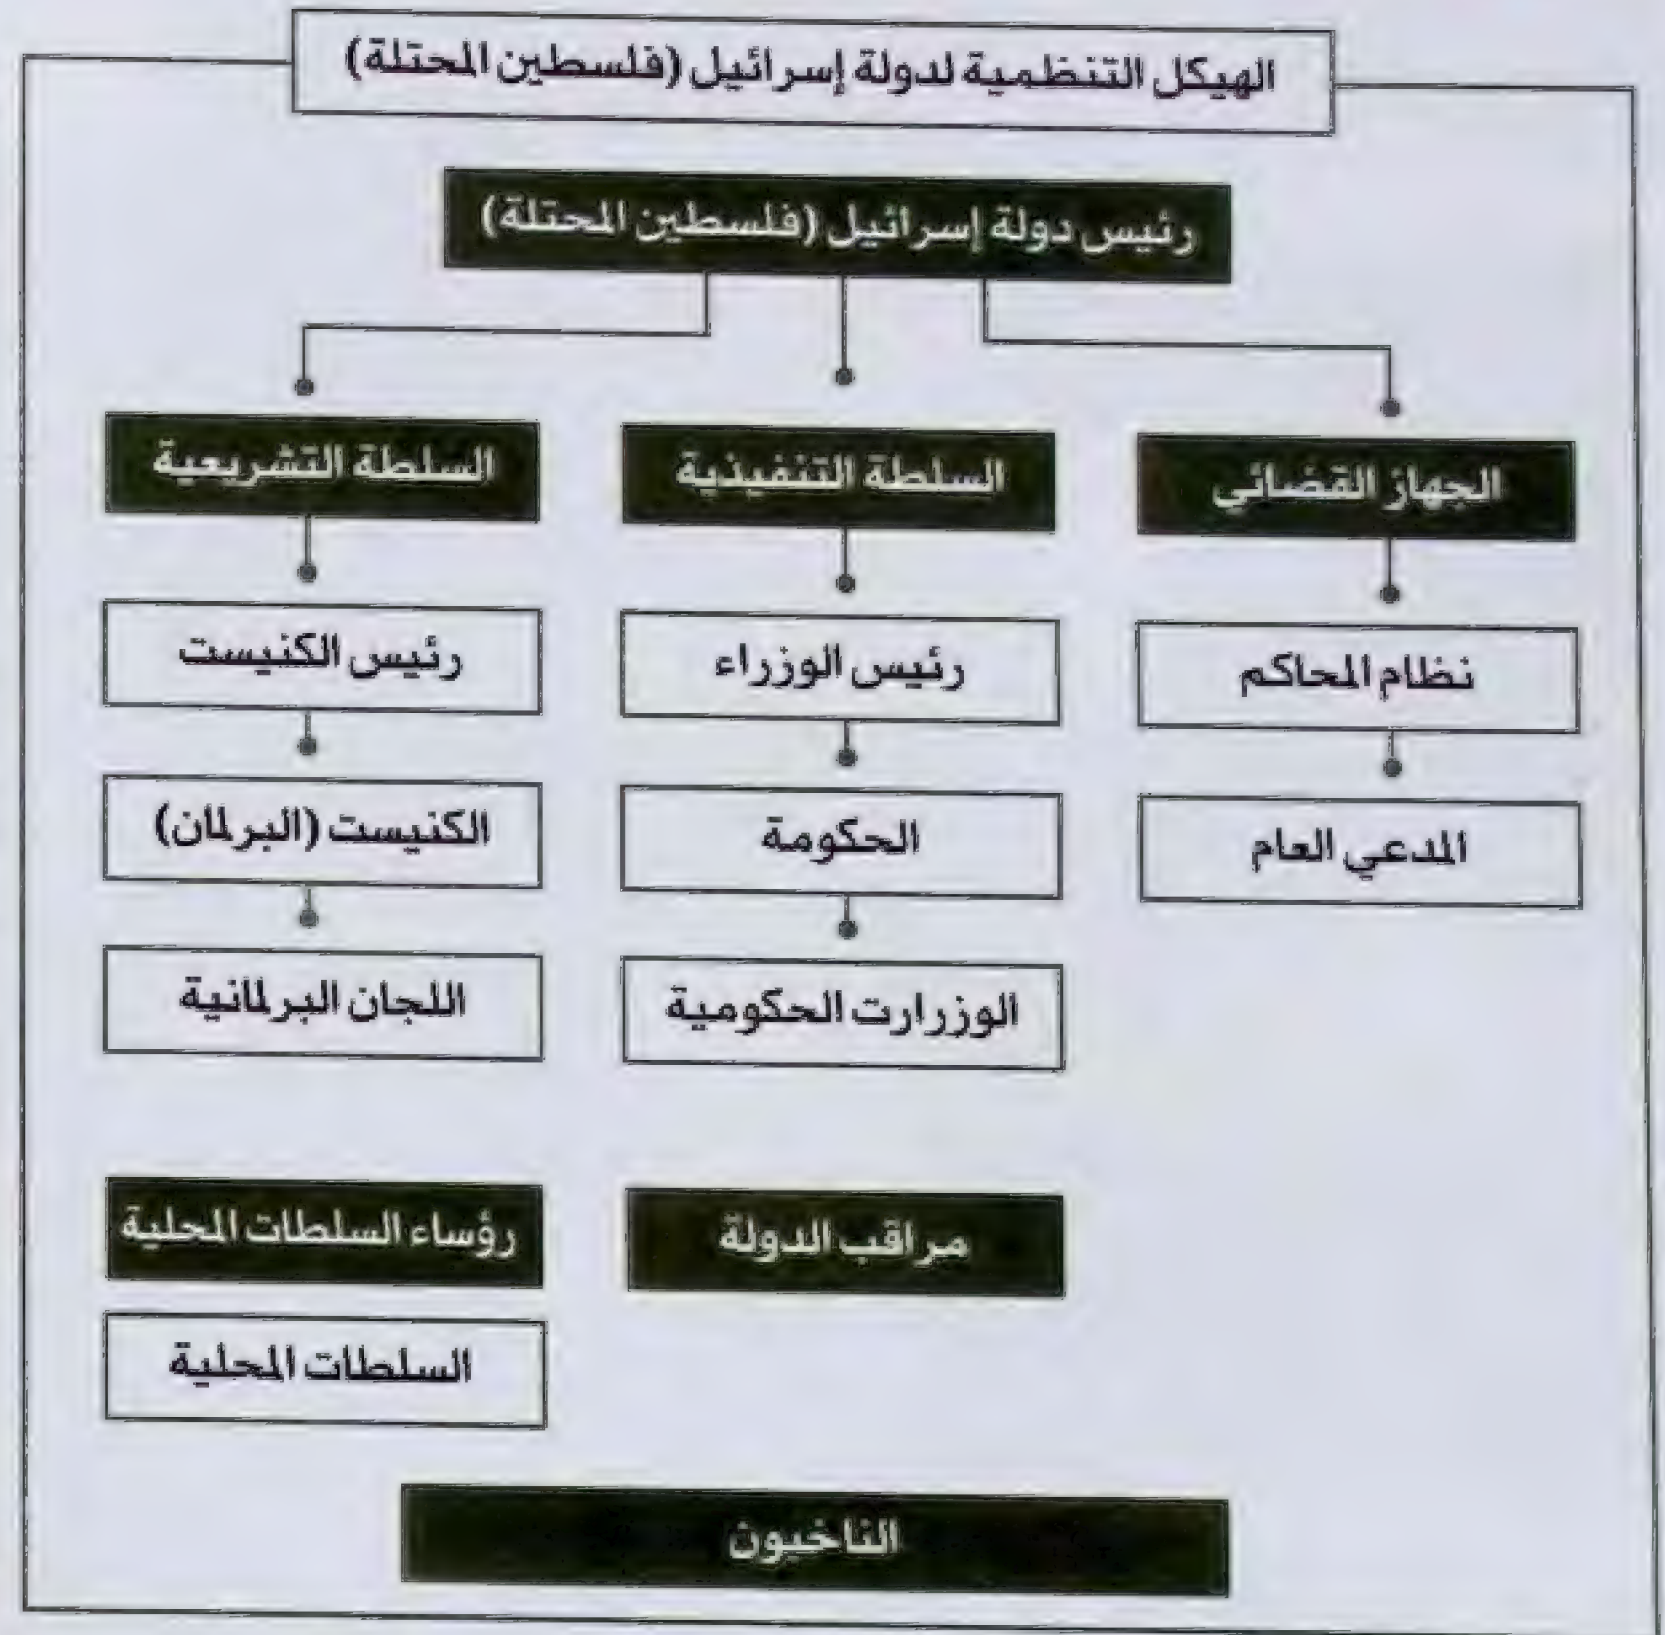 الهيكل التنظمية لدولة إسرائيل (فلسطين المحتلة)
رئيس دولة إسرائيل (فلسطين المحتلة)
الجهاز القضائي
السلطة التنفيذية
السلطة التشريعية
نظام المحاكم
رئيس الوزراء
رئيس الكنيست
المدعي العام
الحكومة
الكنيست (البرلمان)
الوزرارت الحكومية
اللجان البرلمانية
مراقب الدولة
رؤساء السلطات المحلية
السلطات المحلية
الناخبون